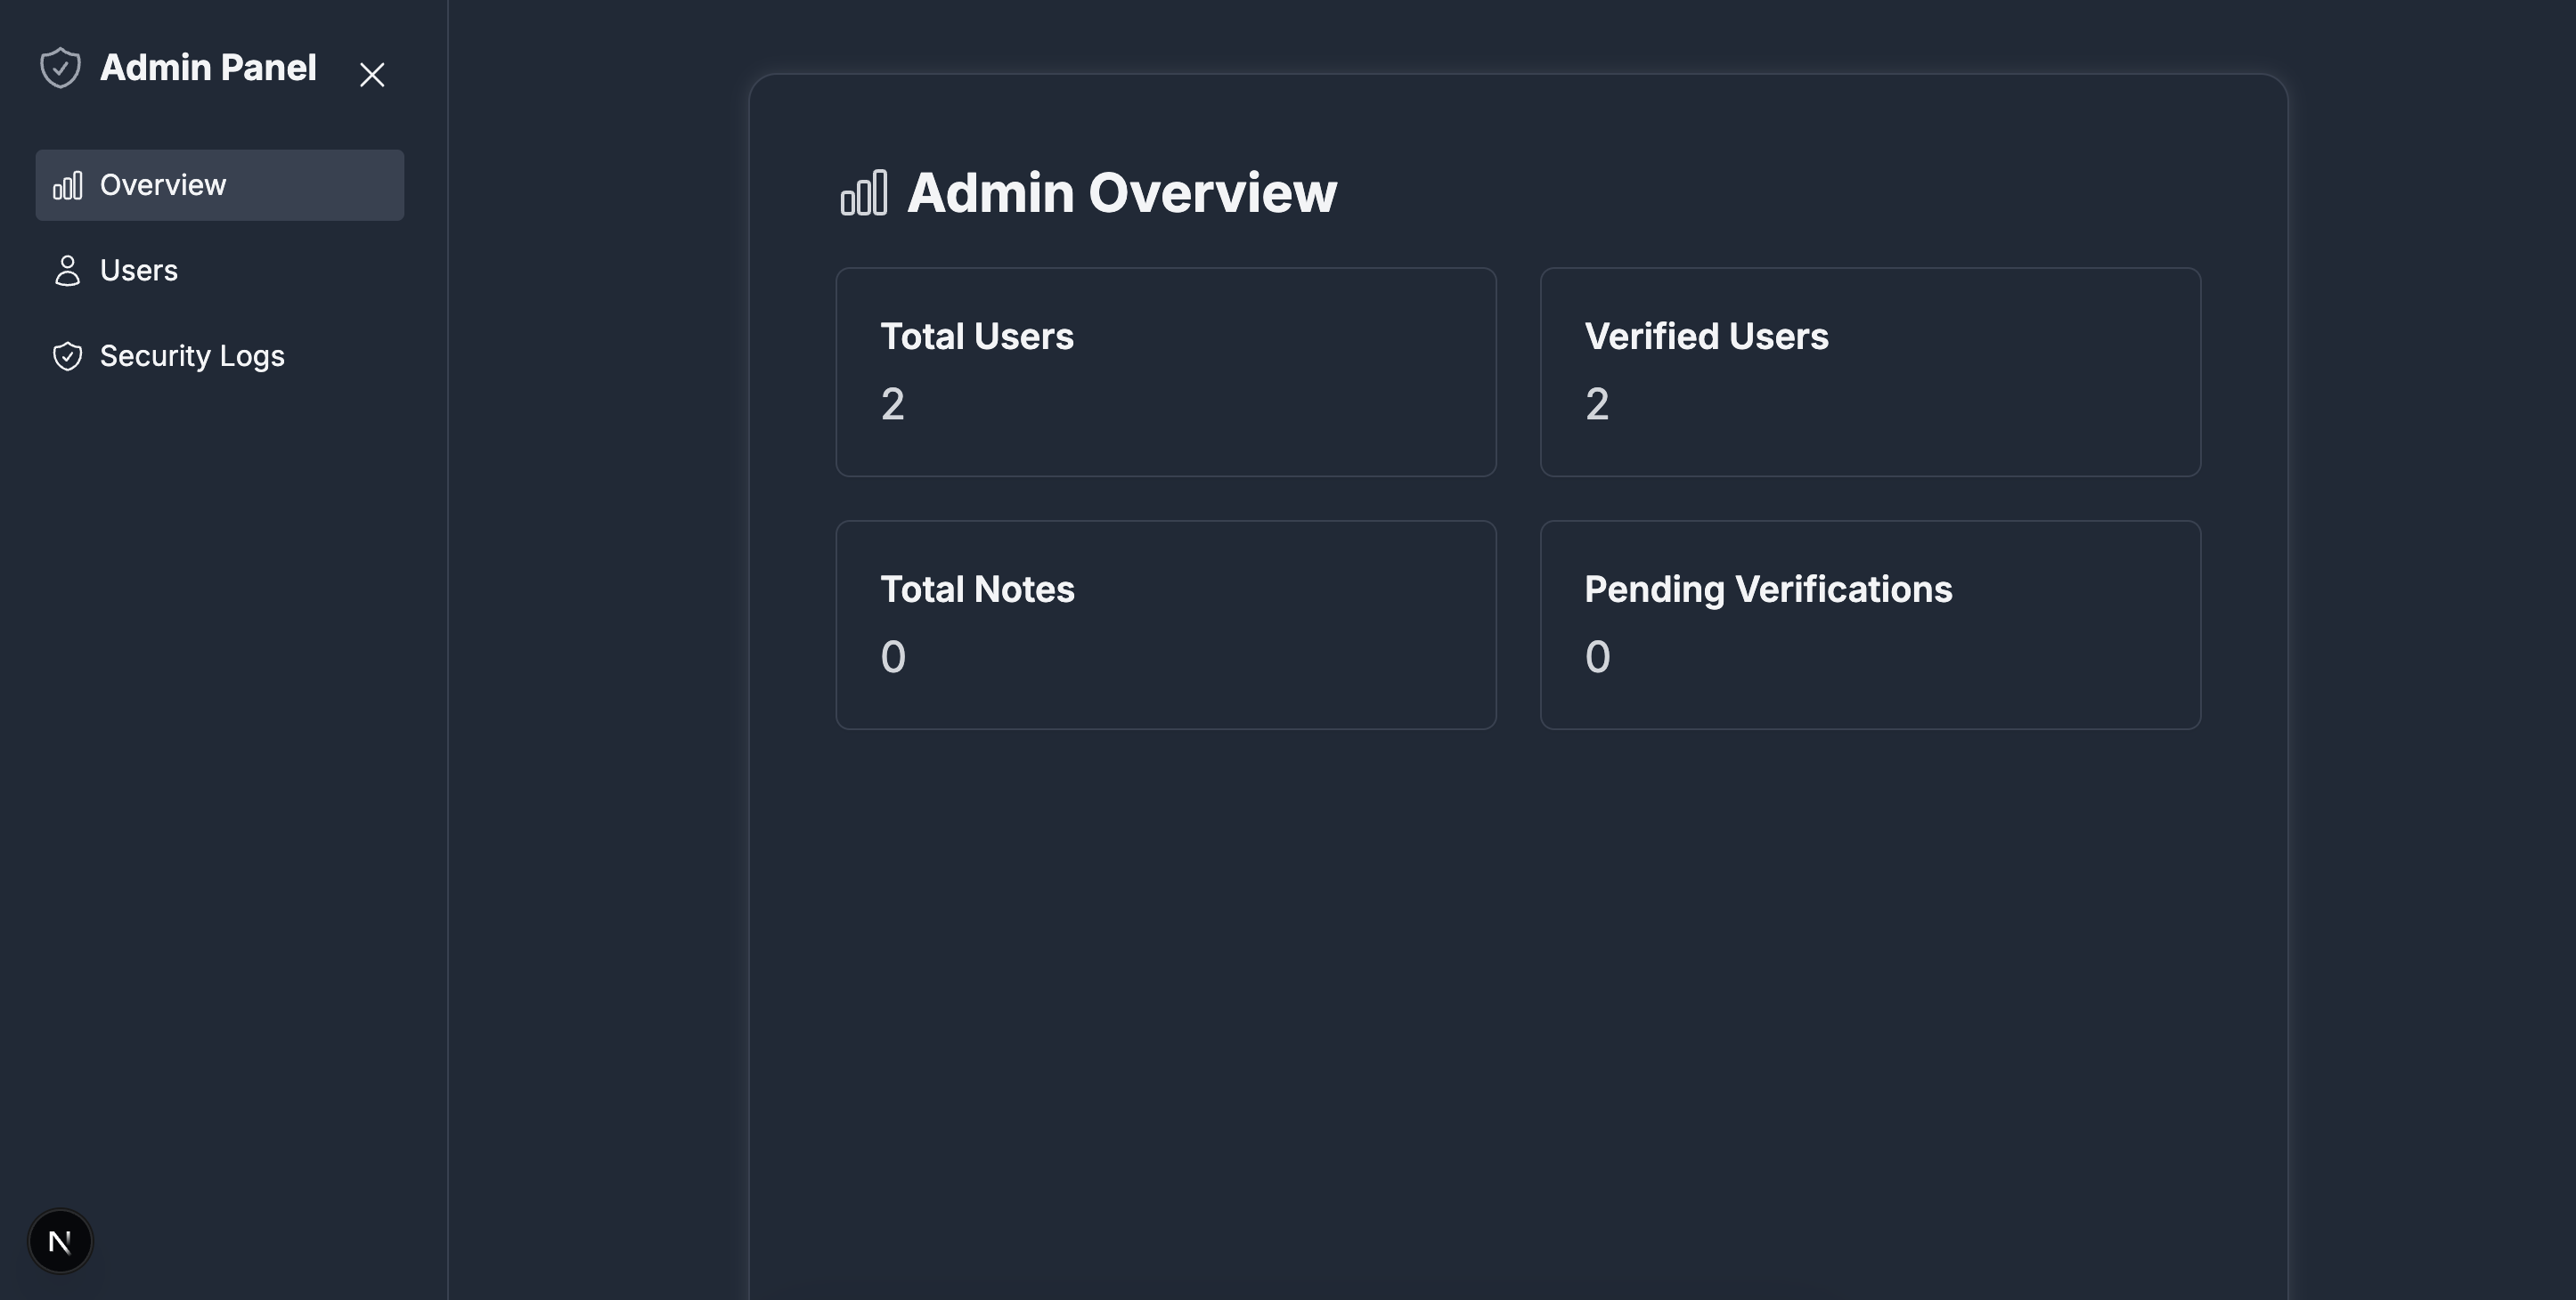 Admin Panel
Overview
Users
Security Logs
N
Admin Overview
Total Users
2
Verified Users
2
Total Notes
0
Pending Verifications
0